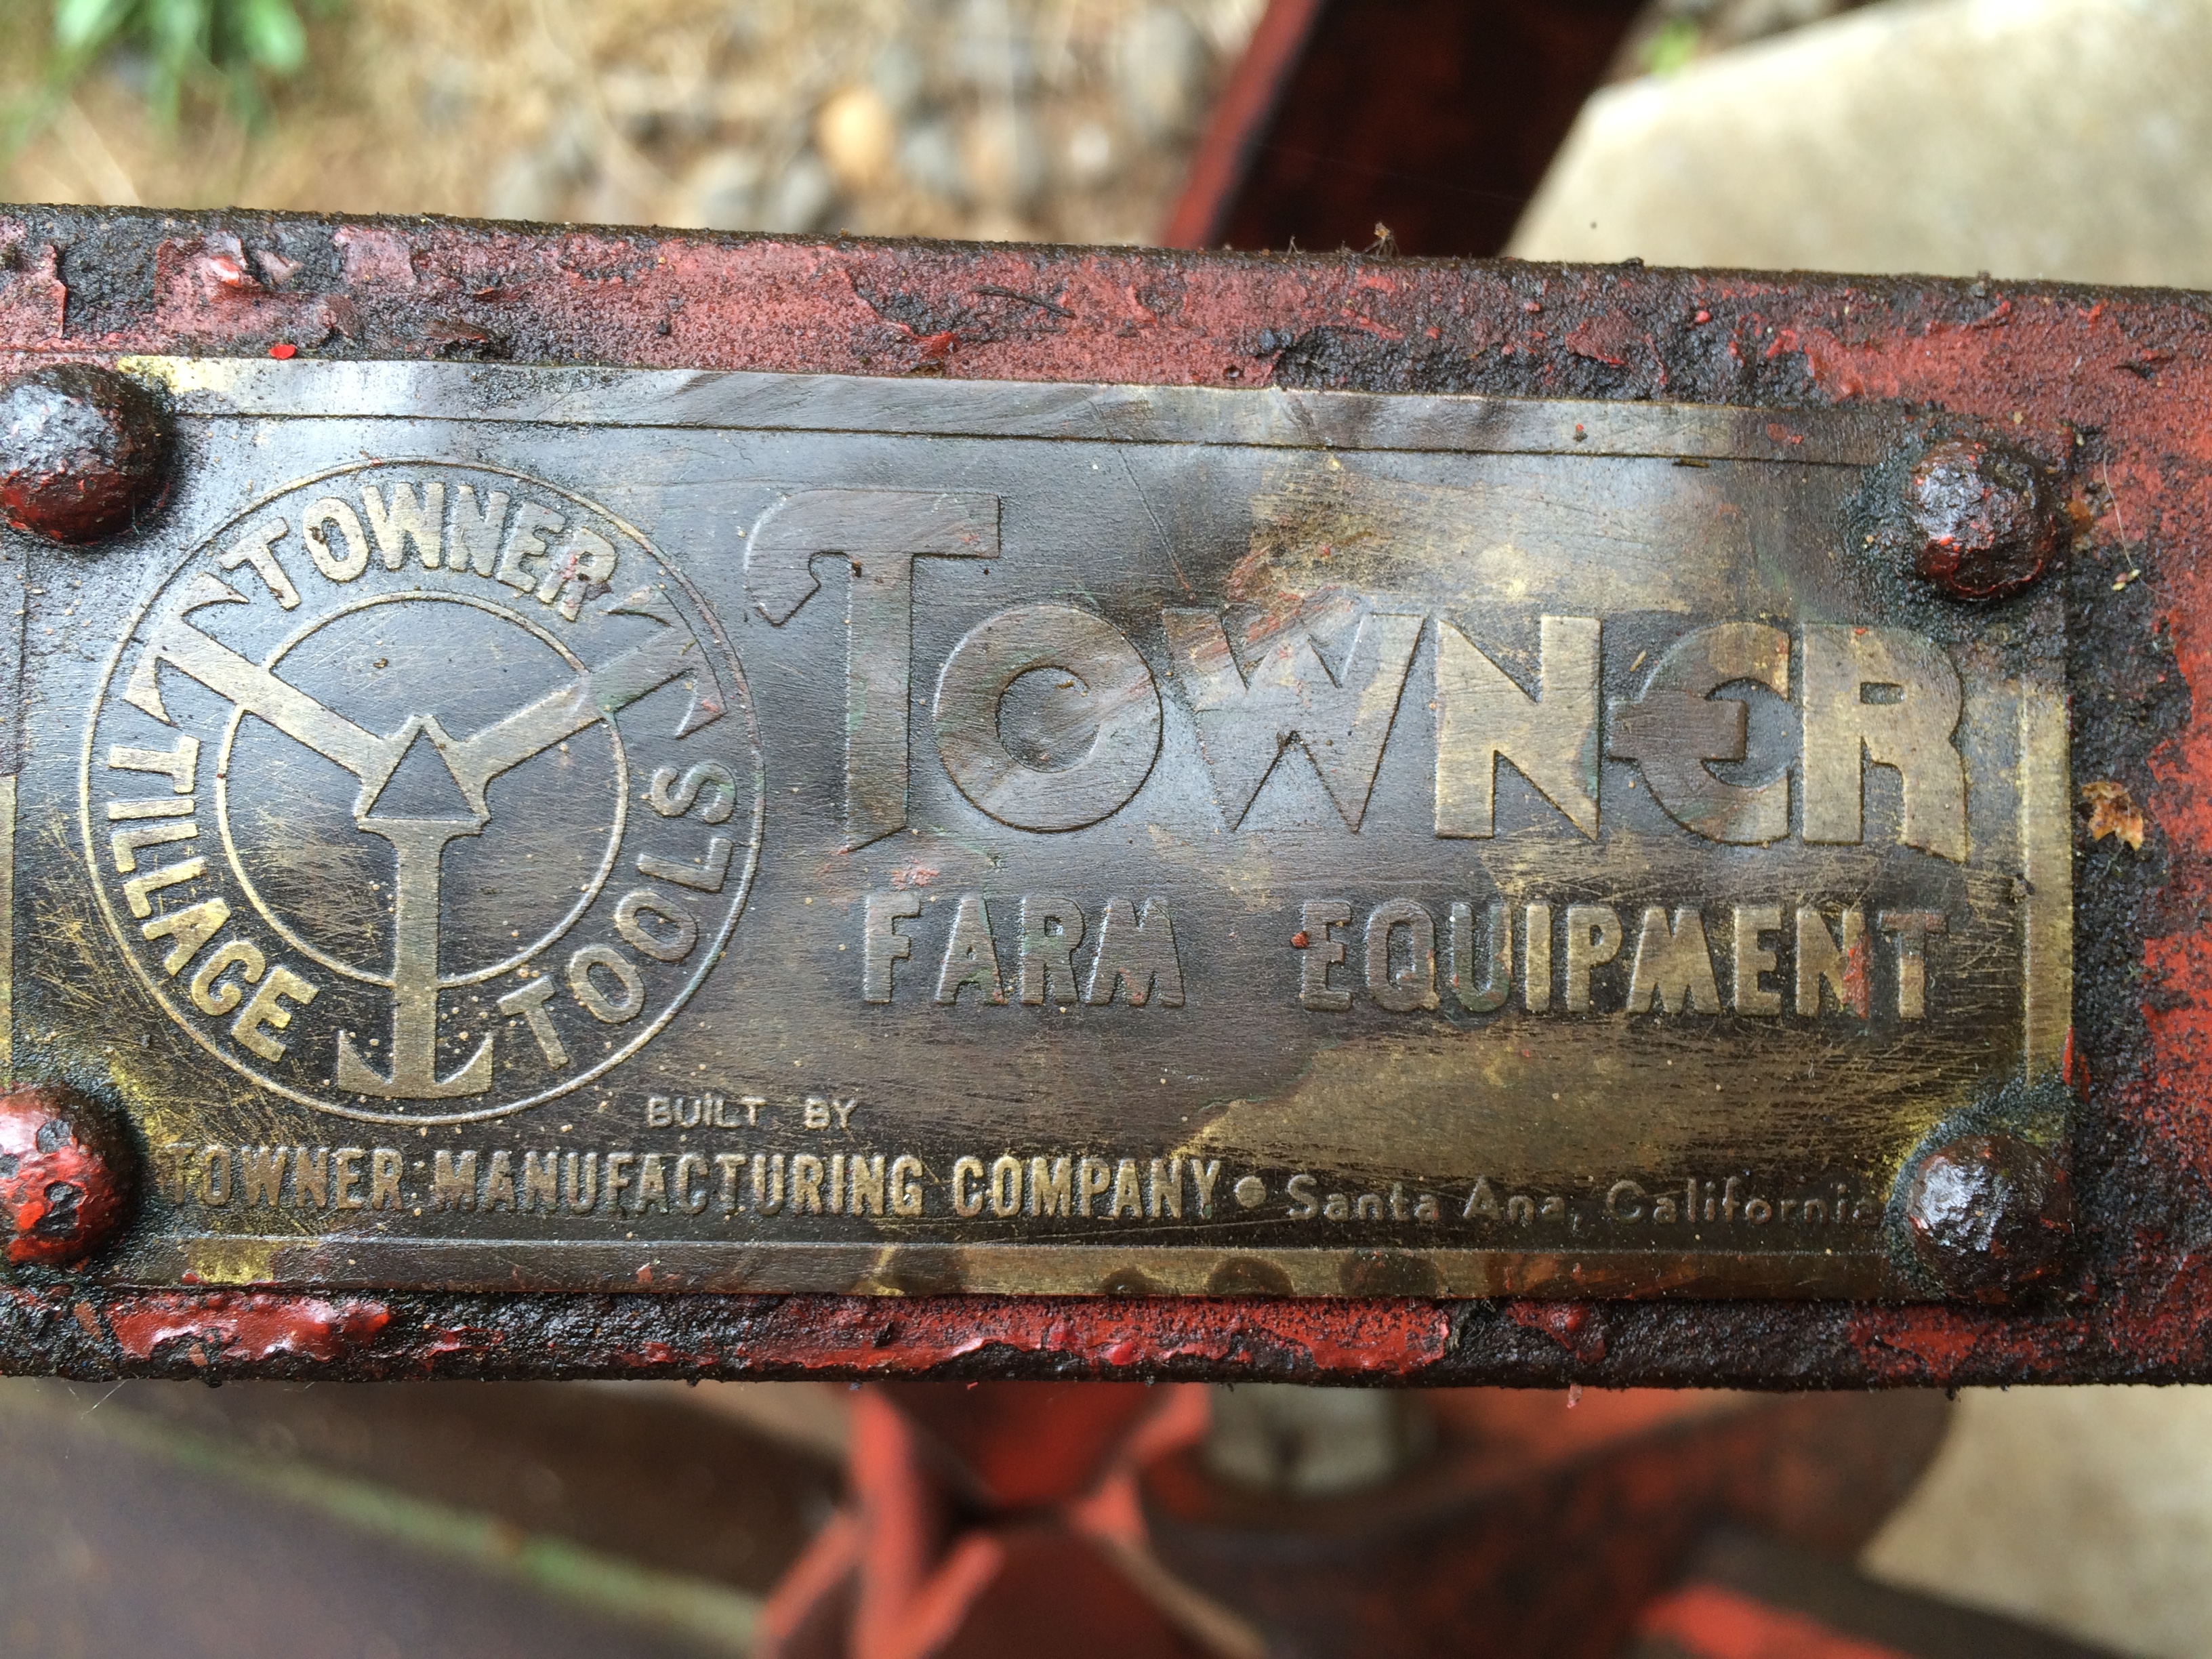 TOWNER
TILLAGE TOOLS
TOWNER
FARM EQUIPMENT
BUILT BY
TOWNER MANUFACTURING COMPANY • Santa Ana, California